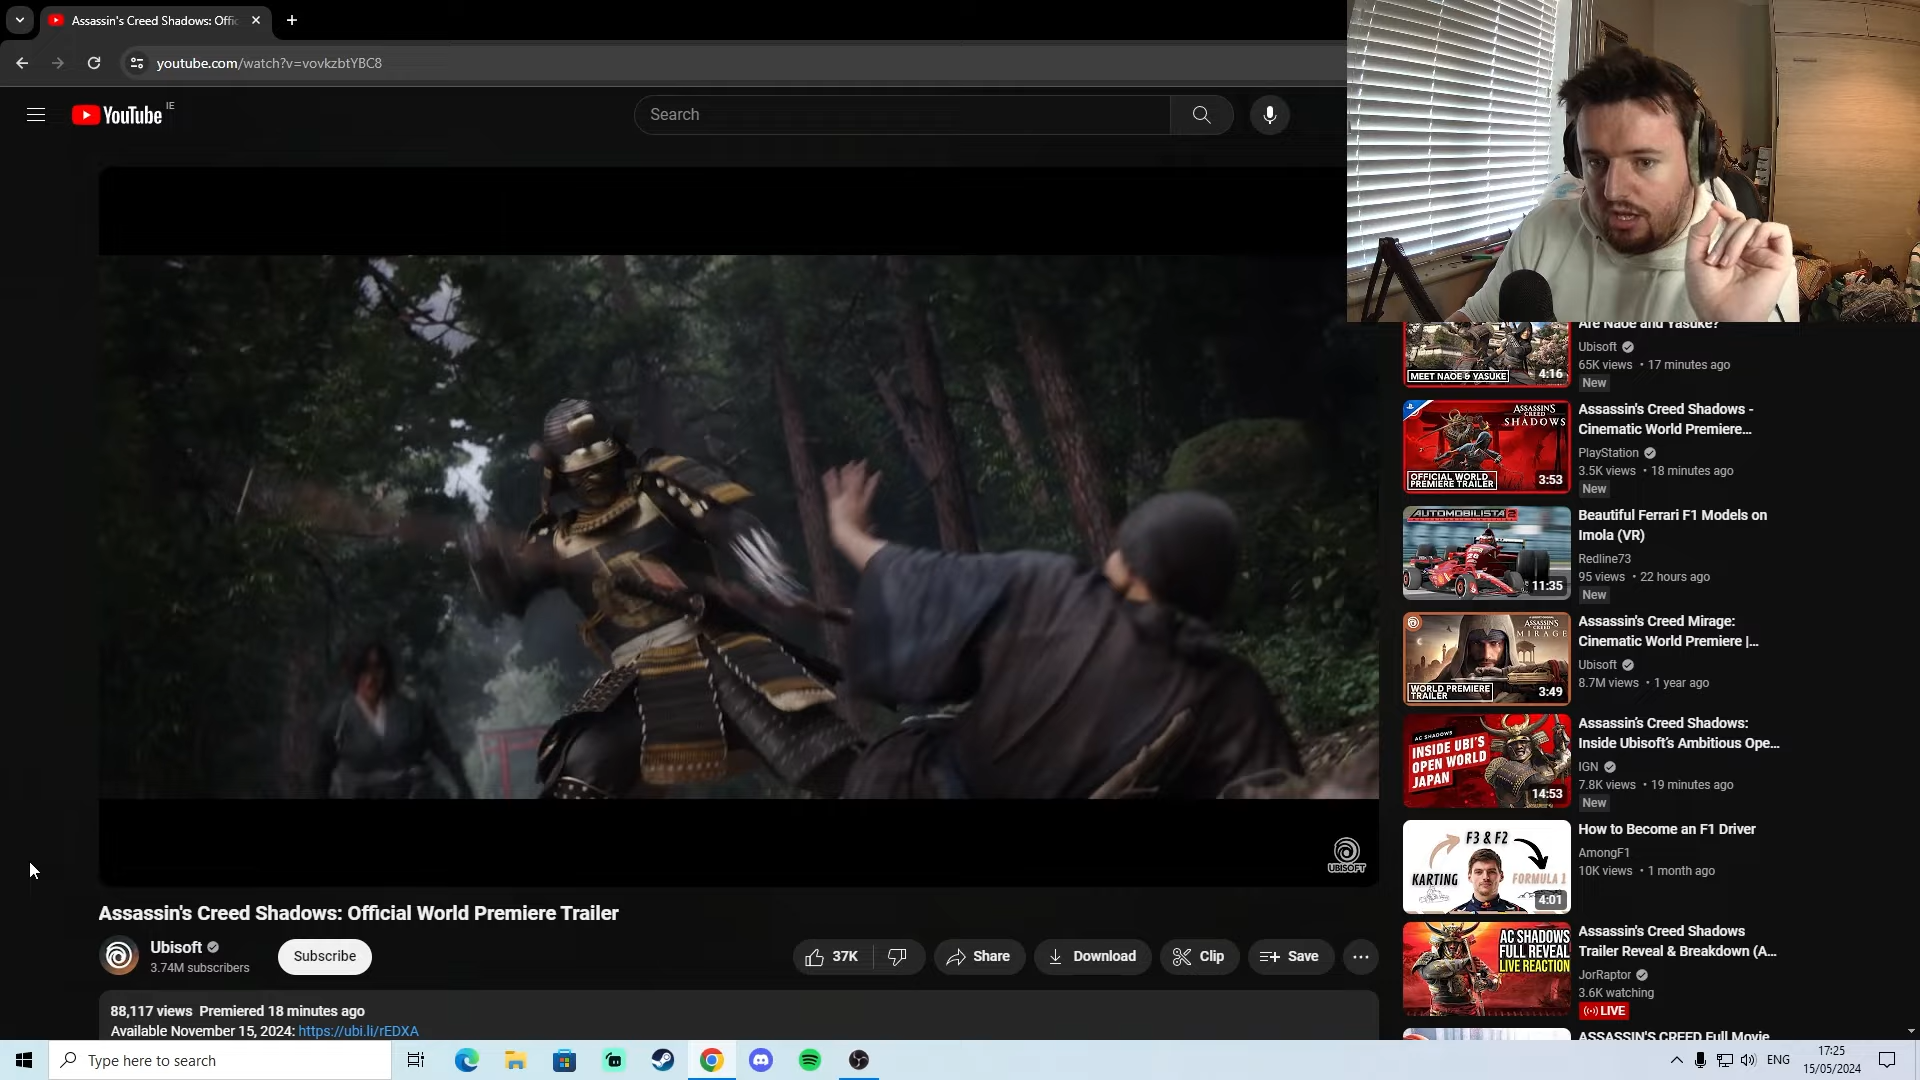 Assassin's Creed Shadows: Offic
youtube.com/watch?v=vovkzbtYBC8
YouTube IE
Search
Are Naoe and Yasuke?
Ubisoft
65K views • 17 minutes ago
New
MEET NAOE & YASUKE
4:16
Assassin's Creed Shadows -
Cinematic World Premiere...
PlayStation
3.5K views • 18 minutes ago
New
ASSASSIN'S CREED
SHADOWS
OFFICIAL WORLD
PREMIERE TRAILER
3:53
Beautiful Ferrari F1 Models on
Imola (VR)
Redline73
95 views • 22 hours ago
New
AUTOMOBILISTA 2
11:35
Assassin's Creed Mirage:
Cinematic World Premiere |...
Ubisoft
8.7M views • 1 year ago
ASSASSIN'S CREED
MIRAGE
WORLD PREMIERE
TRAILER
3:49
Assassin's Creed Shadows:
Inside Ubisoft's Ambitious Ope...
IGN
7.8K views • 19 minutes ago
New
AC SHADOWS
INSIDE UBI'S
OPEN WORLD
JAPAN
14:53
How to Become an F1 Driver
AmongF1
10K views • 1 month ago
F3 & F2
KARTING
FORMULA 1
4:01
Assassin's Creed Shadows
Trailer Reveal & Breakdown (A...
JorRaptor
3.6K watching
LIVE
AC SHADOWS
FULL REVEAL
LIVE REACTION
ASSASSIN'S CREED Full Movie
UBISOFT
Assassin's Creed Shadows: Official World Premiere Trailer
Ubisoft
3.74M subscribers
Subscribe
37K
Share
Download
Clip
Save
88,117 views Premiered 18 minutes ago
Available November 15, 2024: https://ubi.li/rEDXA
Type here to search
ENG
17:25
15/05/2024